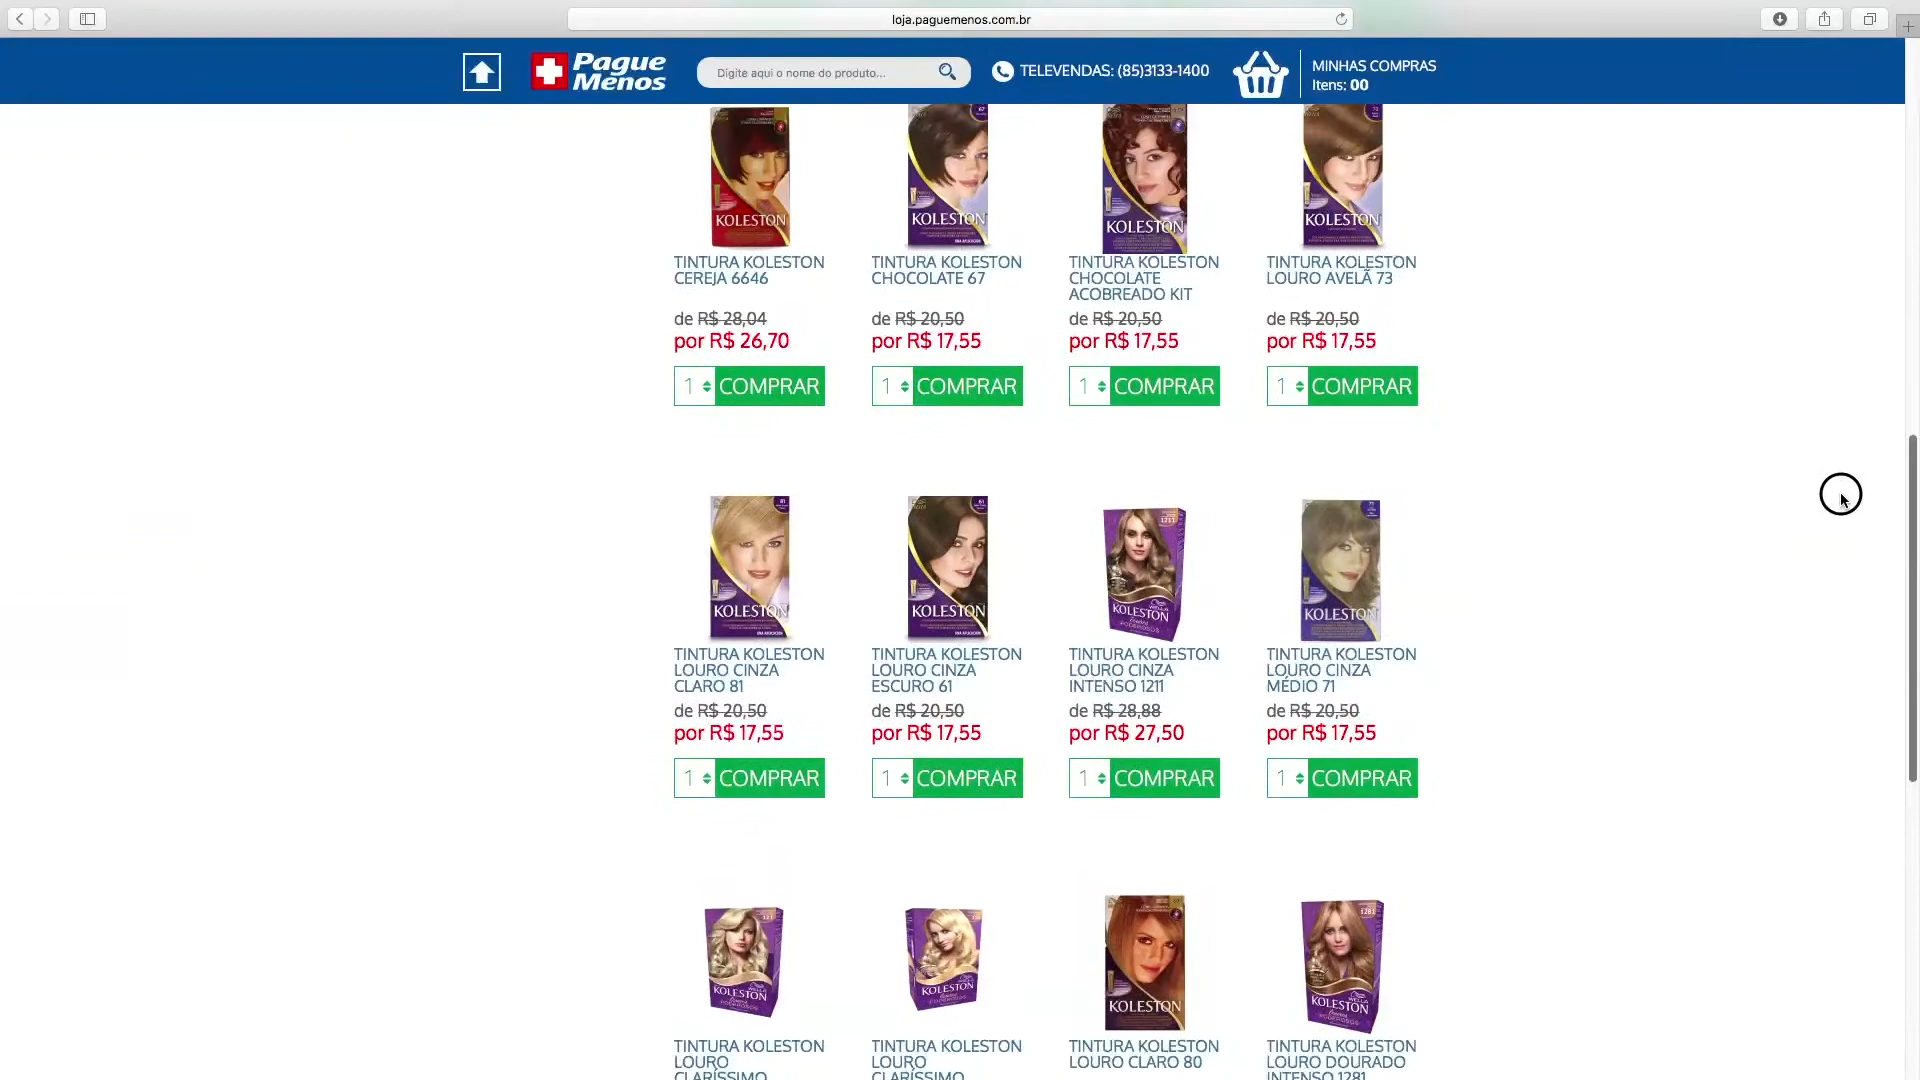 loja.paguemenos.com.br
Pague
Menos
Digite aqui o nome do produto...
TELEVENDAS: (85)3133-1400
MINHAS COMPRAS
Itens: 00
KOLESTON
KOLESTON
KOLESTON
KOLESTON
TINTURA KOLESTON
CEREJA 6646
de R$ 28,04
por R$ 26,70
1 COMPRAR
TINTURA KOLESTON
CHOCOLATE 67
de R$ 20,50
por R$ 17,55
1 COMPRAR
TINTURA KOLESTON
CHOCOLATE
ACOBREADO KIT
de R$ 20,50
por R$ 17,55
1 COMPRAR
TINTURA KOLESTON
LOURO AVELÃ 73
de R$ 20,50
por R$ 17,55
1 COMPRAR
KOLESTON
KOLESTON
KOLESTON
KOLESTON
TINTURA KOLESTON
LOURO CINZA
CLARO 81
de R$ 20,50
por R$ 17,55
1 COMPRAR
TINTURA KOLESTON
LOURO CINZA
ESCURO 61
de R$ 20,50
por R$ 17,55
1 COMPRAR
TINTURA KOLESTON
LOURO CINZA
INTENSO 1211
de R$ 28,88
por R$ 27,50
1 COMPRAR
TINTURA KOLESTON
LOURO CINZA
MÉDIO 71
de R$ 20,50
por R$ 17,55
1 COMPRAR
KOLESTON
KOLESTON
KOLESTON
KOLESTON
TINTURA KOLESTON
LOURO
CLARÍSSIMO
TINTURA KOLESTON
LOURO
CLARÍSSIMO
TINTURA KOLESTON
LOURO CLARO 80
TINTURA KOLESTON
LOURO DOURADO
INTENSO 1281